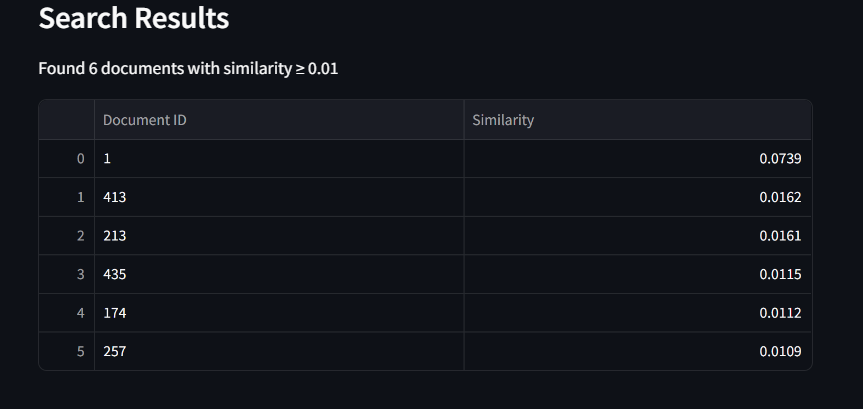 Search Results
Found 6 documents with similarity ≥ 0.01
Document ID Similarity
0 1 0.0739
1 413 0.0162
2 213 0.0161
3 435 0.0115
4 174 0.0112
5 257 0.0109